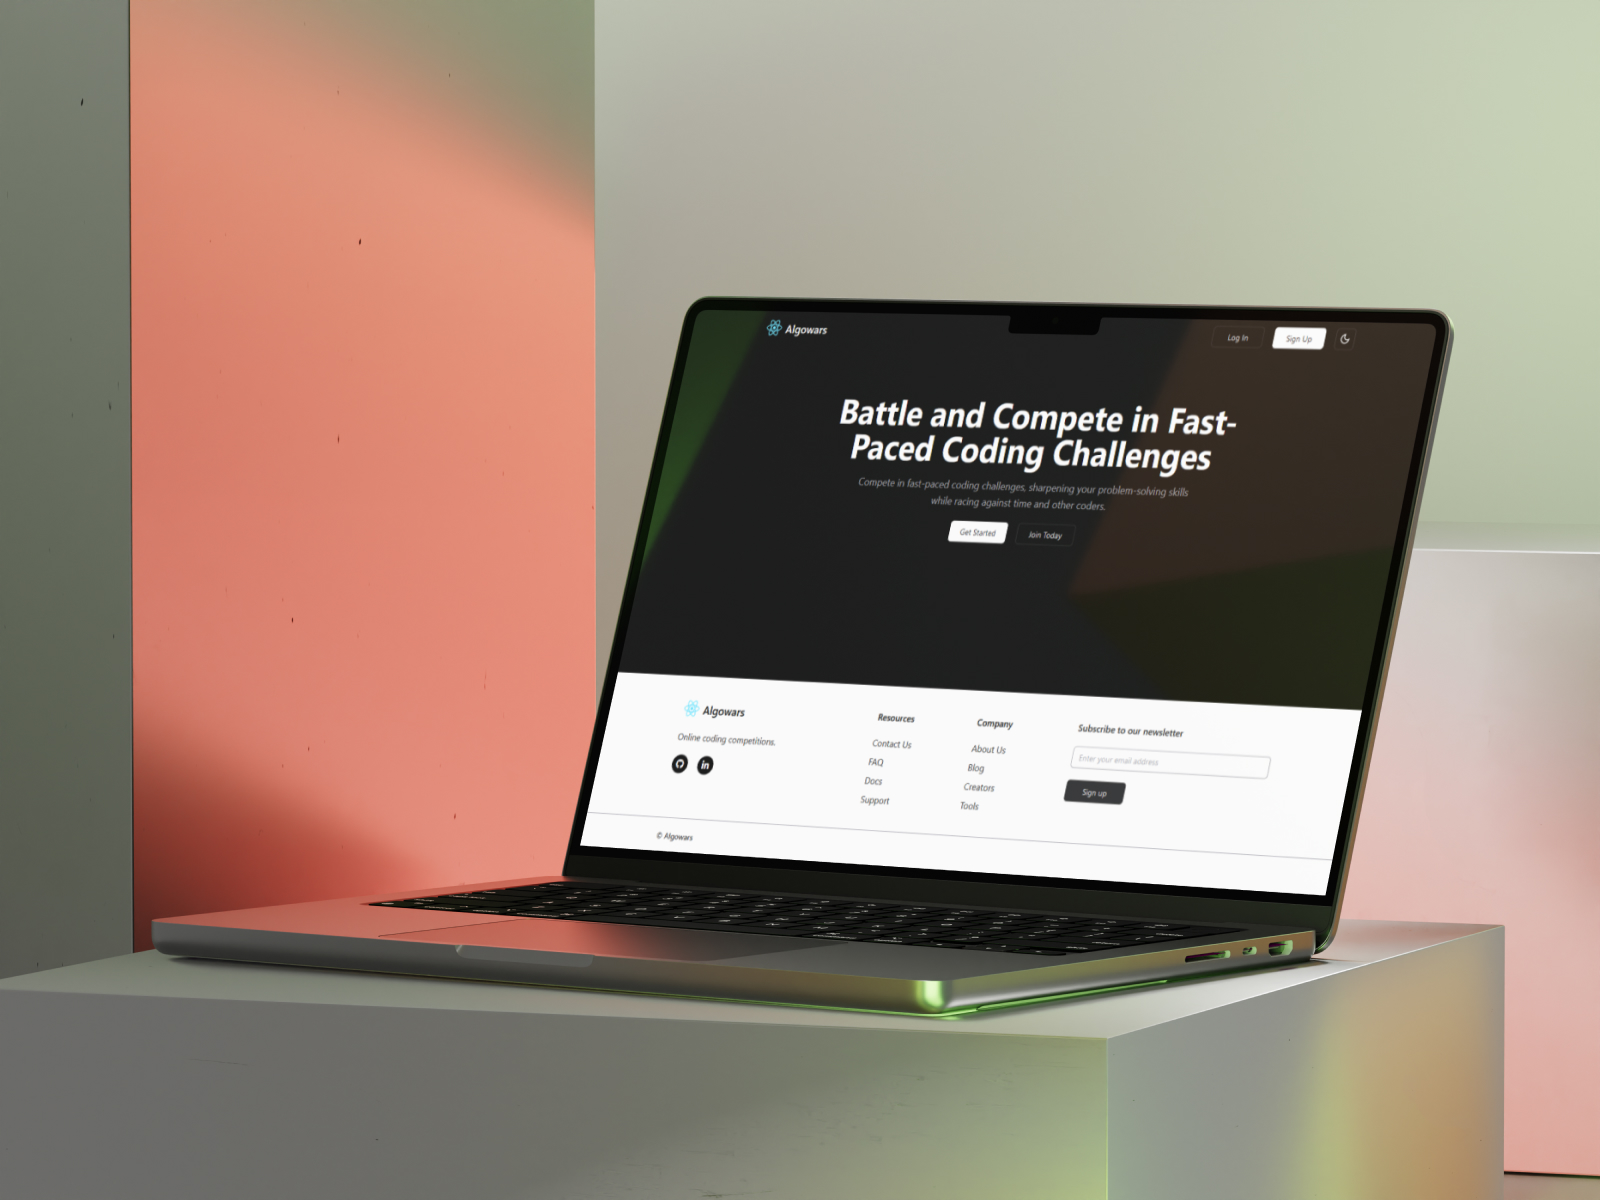 Algowars
Log In
Sign Up
Battle and Compete in Fast-
Paced Coding Challenges
Compete in fast-paced coding challenges, sharpening your problem-solving skills
while racing against time and other coders.
Get Started
Join Today
Algowars
Online coding competitions.
Resources
Contact Us
FAQ
Docs
Support
Company
About Us
Blog
Creators
Tools
Subscribe to our newsletter
Enter your email address
Sign up
© Algowars